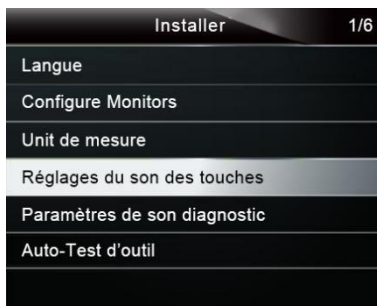 Installer 1/6
Langue
Configure Monitors
Unit de mesure
Réglages du son des touches
Paramètres de son diagnostic
Auto-Test d'outil